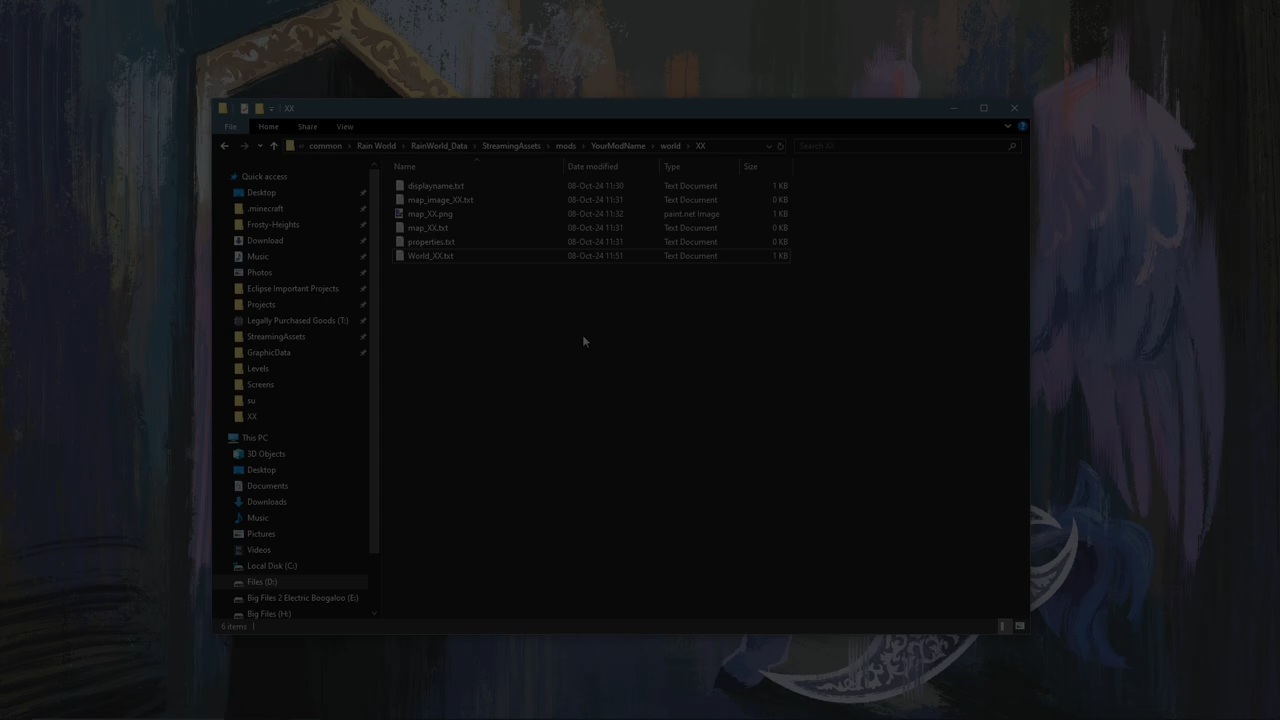 XX
File Home Share View
common Rain World RainWorld_Data StreamingAssets mods YourModName world XX Search XX
Name Date modified Type Size
displayname.txt 08-Oct-24 11:30 Text Document 1 KB
map_image_XX.txt 08-Oct-24 11:31 Text Document 0 KB
map_XX.png 08-Oct-24 11:32 paint.net Image 1 KB
map_XX.txt 08-Oct-24 11:31 Text Document 0 KB
properties.txt 08-Oct-24 11:31 Text Document 0 KB
World_XX.txt 08-Oct-24 11:51 Text Document 1 KB
Quick access
Desktop
.minecraft
Frosty-Heights
Download
Music
Photos
Eclipse Important Projects
Projects
Legally Purchased Goods (T:)
StreamingAssets
GraphicData
Levels
Screens
su
XX
This PC
3D Objects
Desktop
Documents
Downloads
Music
Pictures
Videos
Local Disk (C:)
Files (D:)
Big Files 2 Electric Boogaloo (E:)
Big Files (H:)
6 items